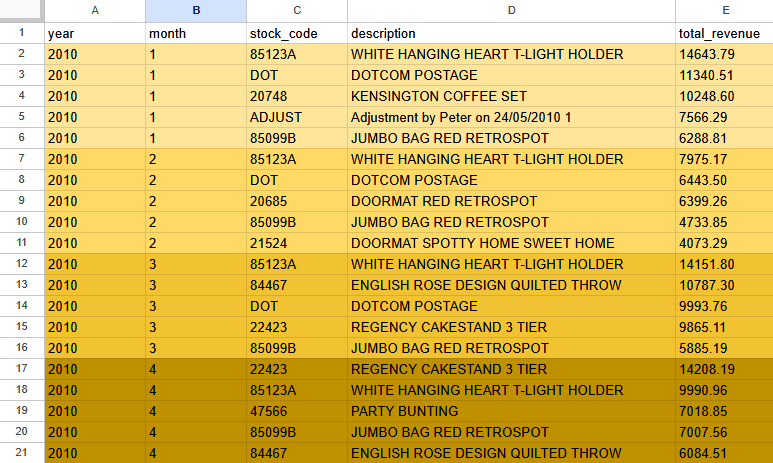 A B C D E
1 year month stock_code description total_revenue
2 2010 1 85123A WHITE HANGING HEART T-LIGHT HOLDER 14643.79
3 2010 1 DOT DOTCOM POSTAGE 11340.51
4 2010 1 20748 KENSINGTON COFFEE SET 10248.60
5 2010 1 ADJUST Adjustment by Peter on 24/05/2010 1 7566.29
6 2010 1 85099B JUMBO BAG RED RETROSPOT 6288.81
7 2010 2 85123A WHITE HANGING HEART T-LIGHT HOLDER 7975.17
8 2010 2 DOT DOTCOM POSTAGE 6443.50
9 2010 2 20685 DOORMAT RED RETROSPOT 6399.26
10 2010 2 85099B JUMBO BAG RED RETROSPOT 4733.85
11 2010 2 21524 DOORMAT SPOTTY HOME SWEET HOME 4073.29
12 2010 3 85123A WHITE HANGING HEART T-LIGHT HOLDER 14151.80
13 2010 3 84467 ENGLISH ROSE DESIGN QUILTED THROW 10787.30
14 2010 3 DOT DOTCOM POSTAGE 9993.76
15 2010 3 22423 REGENCY CAKESTAND 3 TIER 9865.11
16 2010 3 85099B JUMBO BAG RED RETROSPOT 5885.19
17 2010 4 22423 REGENCY CAKESTAND 3 TIER 14208.19
18 2010 4 85123A WHITE HANGING HEART T-LIGHT HOLDER 9990.96
19 2010 4 47566 PARTY BUNTING 7018.85
20 2010 4 85099B JUMBO BAG RED RETROSPOT 7007.56
21 2010 4 84467 ENGLISH ROSE DESIGN QUILTED THROW 6084.51